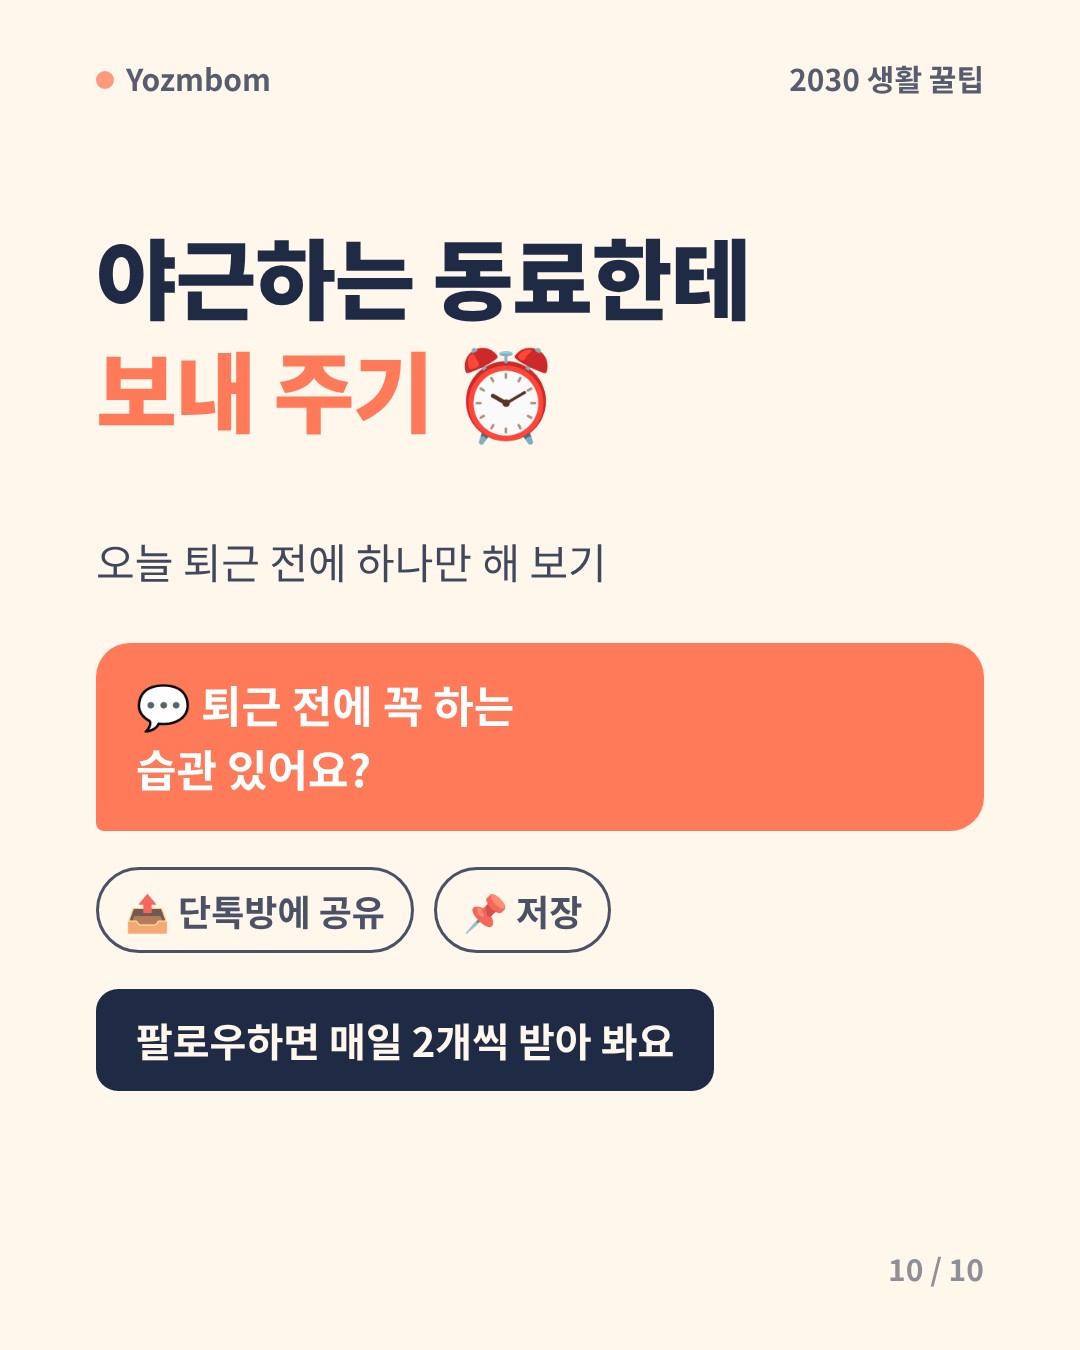 Yozmbom
2030 생활 꿀팁
야근하는 동료한테
보내 주기 ⏰
오늘 퇴근 전에 하나만 해 보기
💬 퇴근 전에 꼭 하는
습관 있어요?
📤 단톡방에 공유
📌 저장
팔로우하면 매일 2개씩 받아 봐요
10 / 10